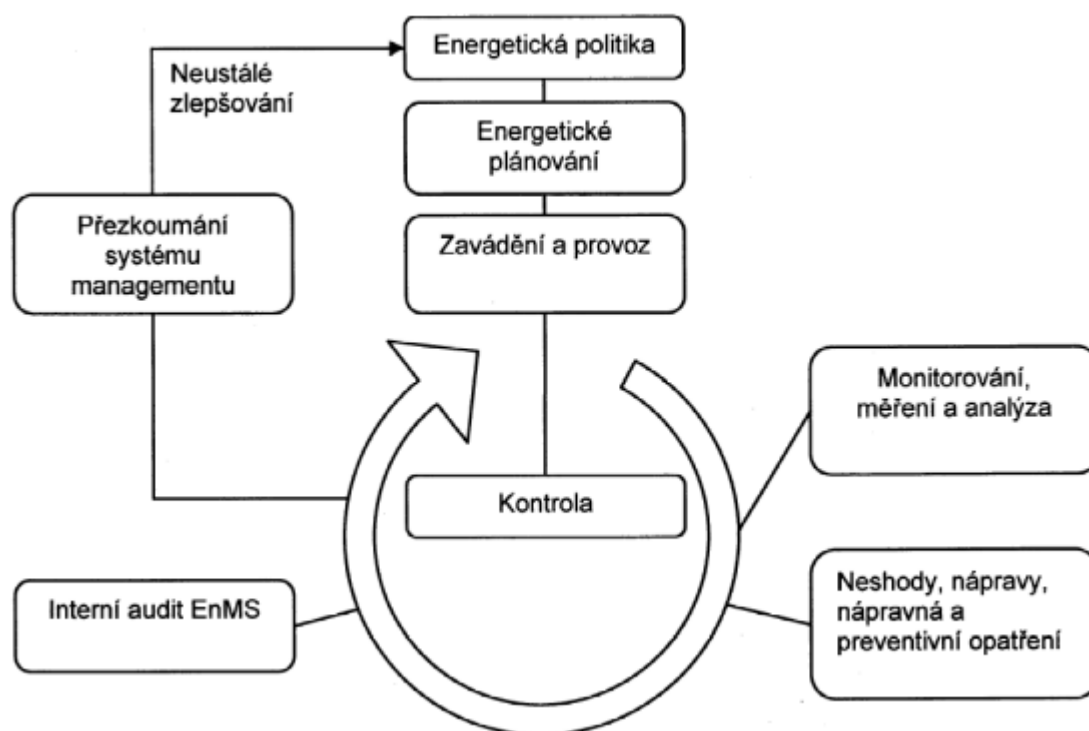 Energetická politika
Neustálé
zlepšování
Energetické
plánování
Přezkoumání
systému
managementu
Zavádění a provoz
Monitorování,
měření a analýza
Kontrola
Interní audit EnMS
Neshody, nápravy,
nápravná a
preventivní opatření